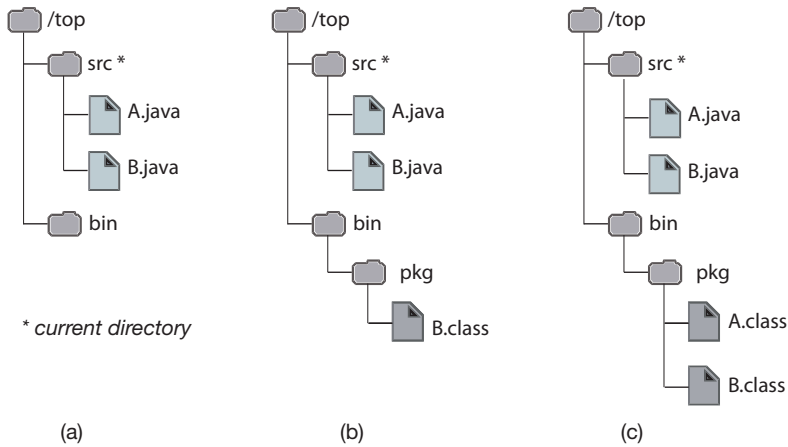 /top
src *
A.java
B.java
bin
* current directory
(a)
/top
src *
A.java
B.java
bin
pkg
B.class
(b)
/top
src *
A.java
B.java
bin
pkg
A.class
B.class
(c)